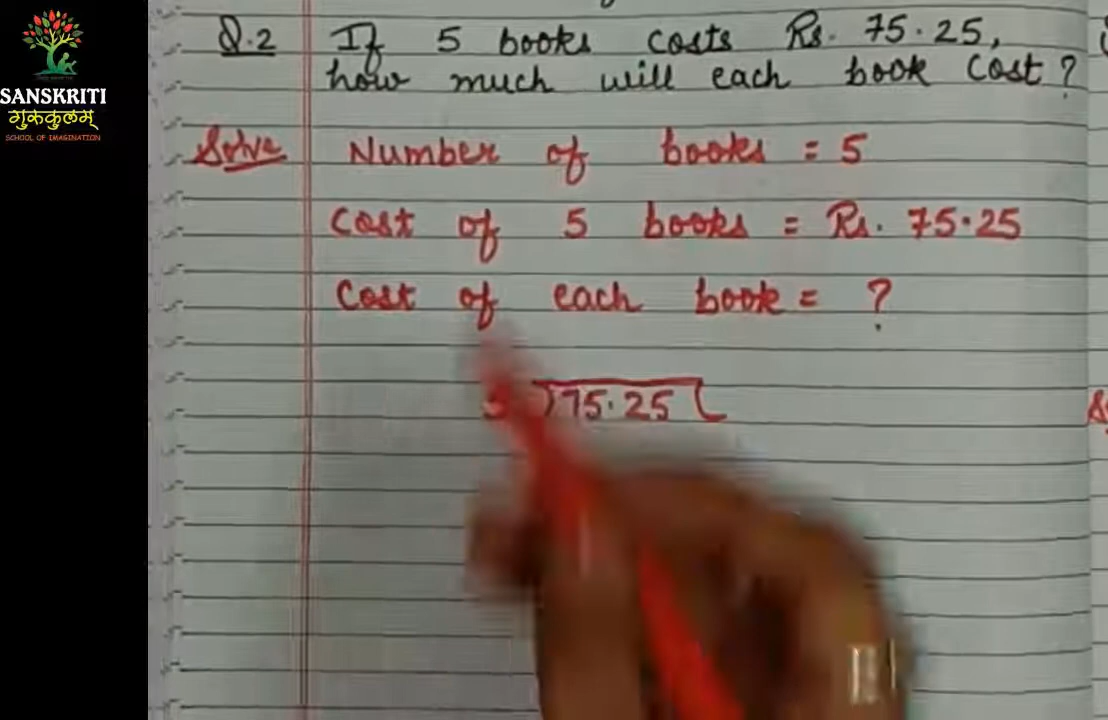 SANSKRITI
गुरुकुलम्
SCHOOL OF IMAGINATION
Q.2 If 5 books costs Rs. 75.25,
how much will each book cost?
Solve Number of books = 5
Cost of 5 books = Rs. 75.25
Cost of each book = ?
75.25